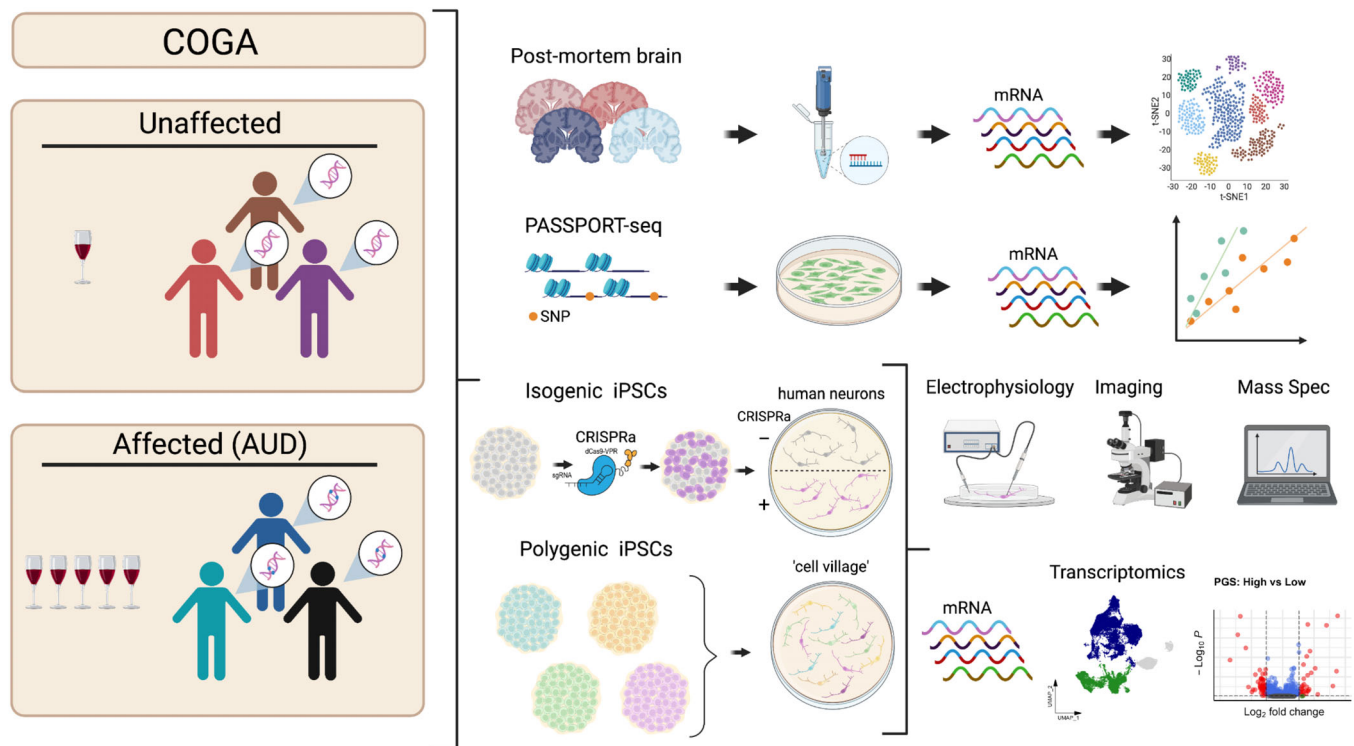 COGA
Unaffected
Affected (AUD)
Post-mortem brain
mRNA
t-SNE2
30
20
10
0
-10
-20
-30
-30 -20 -10 0 10 20 30
t-SNE1
PASSPORT-seq
SNP
mRNA
Isogenic iPSCs
CRISPRa
dCas9-VPR
sgRNA
human neurons
CRISPRa
−
+
Polygenic iPSCs
'cell village'
Electrophysiology
Imaging
Mass Spec
Transcriptomics
mRNA
UMAP_2
UMAP_1
PGS: High vs Low
− Log10 P
Log2 fold change